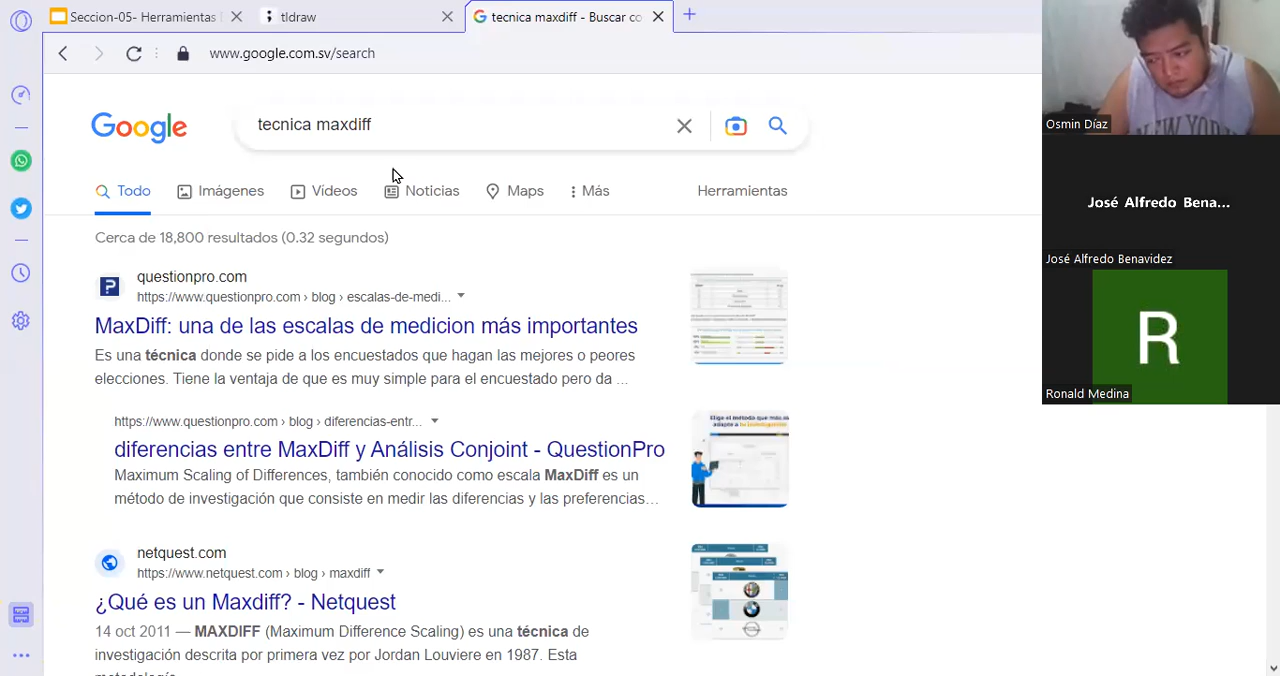 Seccion-05- Herramientas
tldraw
tecnica maxdiff - Buscar co
www.google.com.sv/search
Google
tecnica maxdiff
Todo
Imágenes
Videos
Noticias
Maps
Más
Herramientas
Cerca de 18,800 resultados (0.32 segundos)
questionpro.com
https://www.questionpro.com › blog › escalas-de-medi...
MaxDiff: una de las escalas de medicion más importantes
Es una técnica donde se pide a los encuestados que hagan las mejores o peores
elecciones. Tiene la ventaja de que es muy simple para el encuestado pero da ...
https://www.questionpro.com › blog › diferencias-entr...
diferencias entre MaxDiff y Análisis Conjoint - QuestionPro
Maximum Scaling of Differences, también conocido como escala MaxDiff es un
método de investigación que consiste en medir las diferencias y las preferencias...
netquest.com
https://www.netquest.com › blog › maxdiff
¿Qué es un Maxdiff? - Netquest
14 oct 2011 — MAXDIFF (Maximum Difference Scaling) es una técnica de
investigación descrita por primera vez por Jordan Louviere en 1987. Esta
NEW YORK
Osmin Díaz
José Alfredo Bena...
José Alfredo Benavidez
R
Ronald Medina